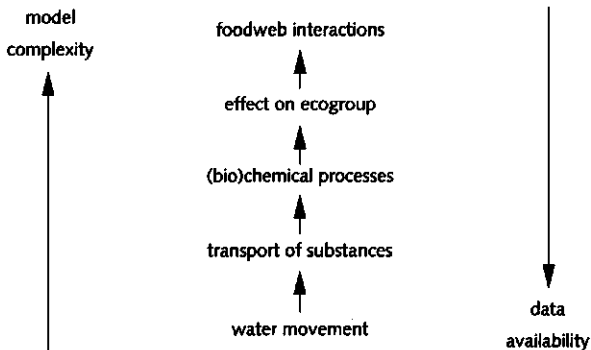 model
complexity
foodweb interactions
effect on ecogroup
(bio)chemical processes
transport of substances
water movement
data
availability